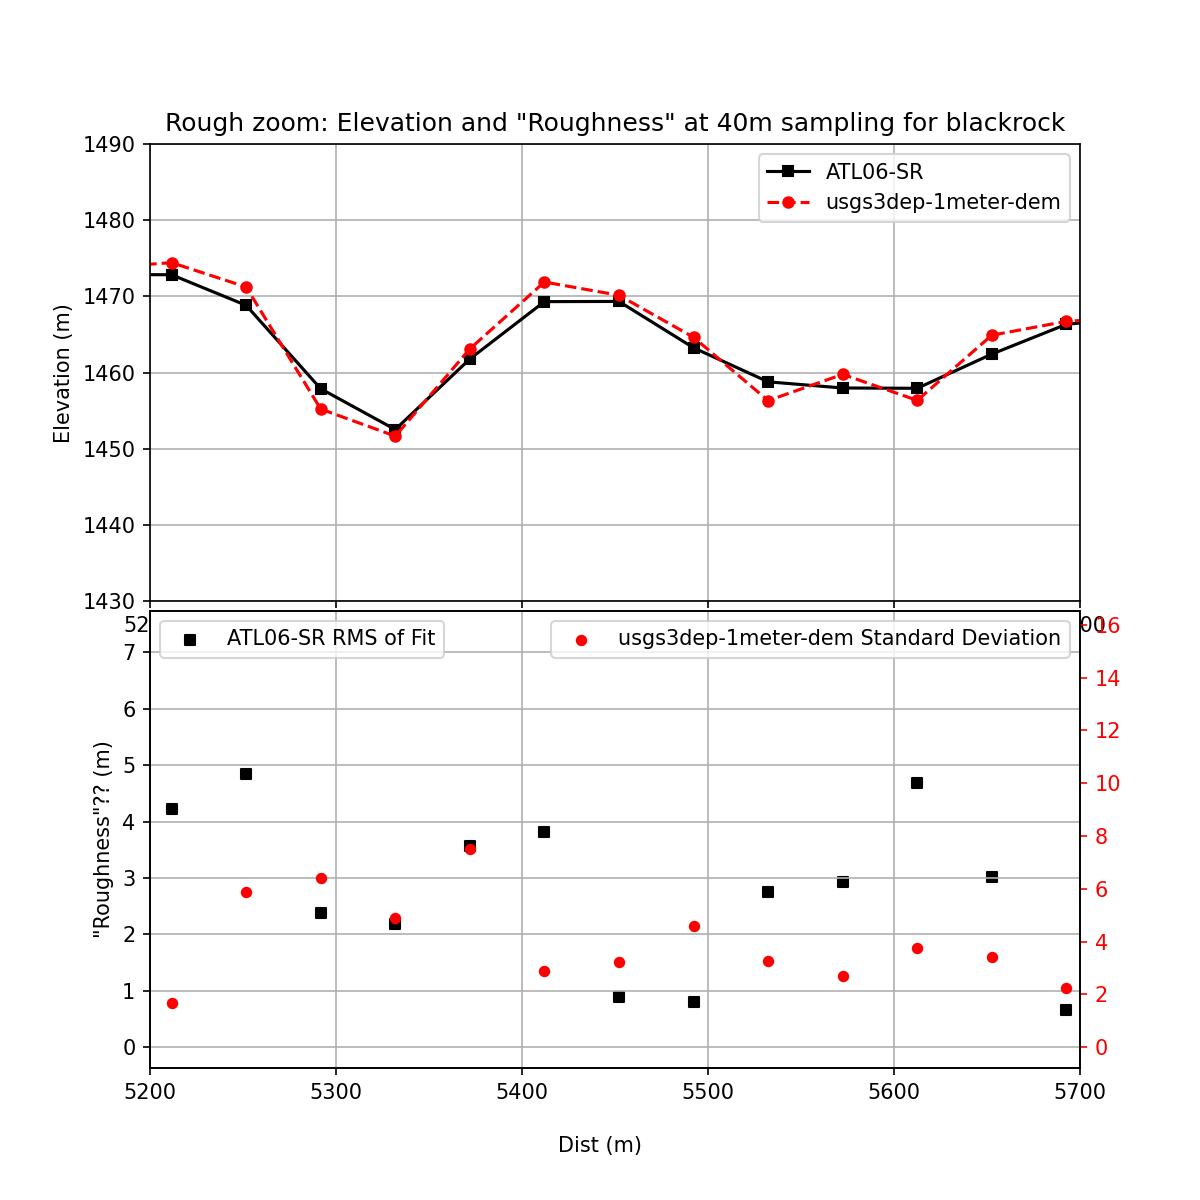 Rough zoom: Elevation and "Roughness" at 40m sampling for blackrock
1490
1480
1470
1460
1450
1440
1430
Elevation (m)
ATL06-SR
usgs3dep-1meter-dem
52
00
7
6
5
4
3
2
1
0
"Roughness"?? (m)
ATL06-SR RMS of Fit
usgs3dep-1meter-dem Standard Deviation
16
14
12
10
8
6
4
2
0
5200 5300 5400 5500 5600 5700
Dist (m)